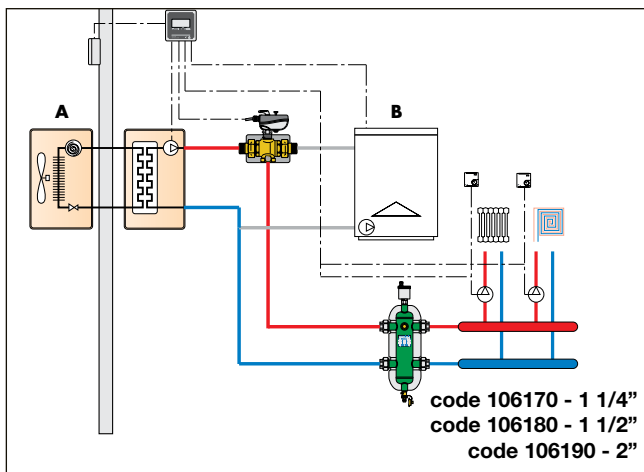 A
B
code 106170 - 1 1/4”
code 106180 - 1 1/2”
code 106190 - 2”